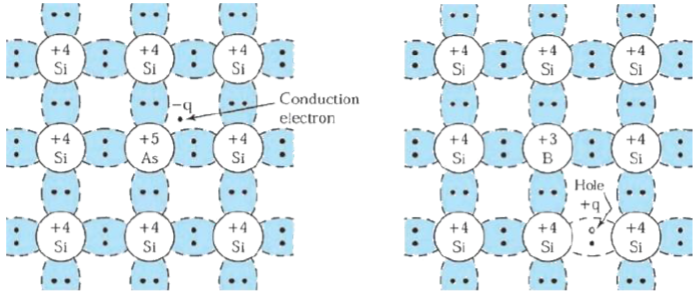 +4 Si +4 Si +4 Si
−q
Conduction
electron
+4 Si +5 As +4 Si
+4 Si +4 Si +4 Si
+4 Si +4 Si +4 Si
+4 Si +3 B +4 Si
Hole
+q
+4 Si +4 Si +4 Si